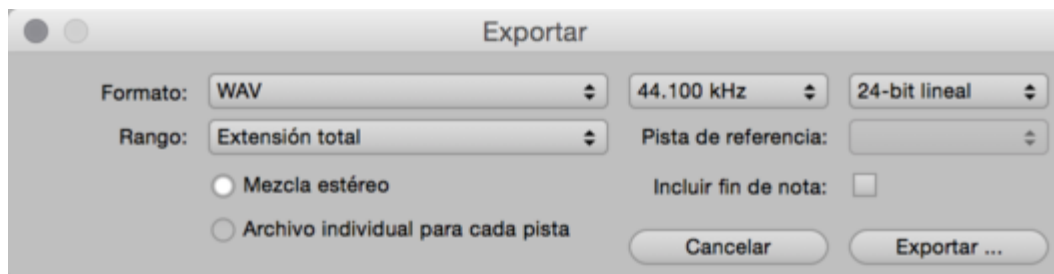 Exportar
Formato: WAV 44.100 kHz 24-bit lineal
Rango: Extensión total Pista de referencia:
Mezcla estéreo Incluir fin de nota:
Archivo individual para cada pista
Cancelar Exportar ...